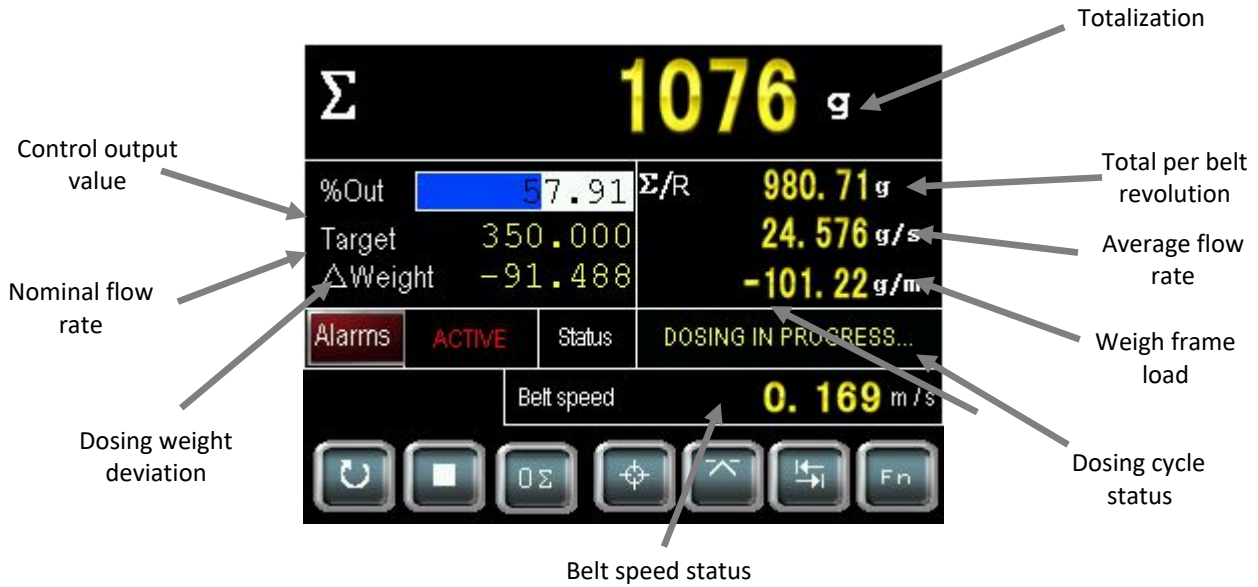 Totalization
Σ 1076 g
Control output
value
Total per belt
revolution
%Out 57.91
Σ/R 980.71 g
Target 350.000
24.576 g/s
Average flow
rate
△Weight -91.488
-101.22 g/m
Nominal flow
rate
Alarms ACTIVE Status DOSING IN PROGRESS...
Weigh frame
load
Belt speed 0.169 m/s
Dosing weight
deviation
Dosing cycle
status
0 Σ
Fn
Belt speed status